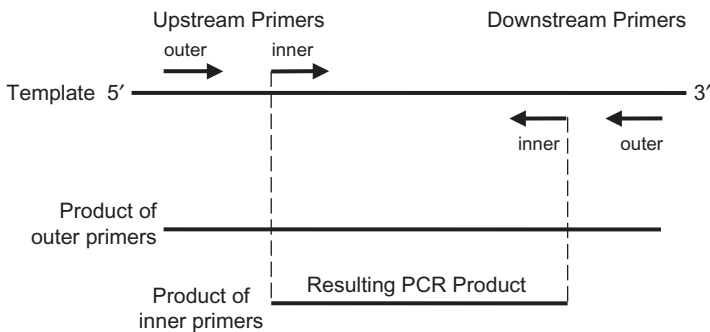 Upstream Primers
Downstream Primers
outer
inner
Template 5′
3′
inner
outer
Product of
outer primers
Resulting PCR Product
Product of
inner primers